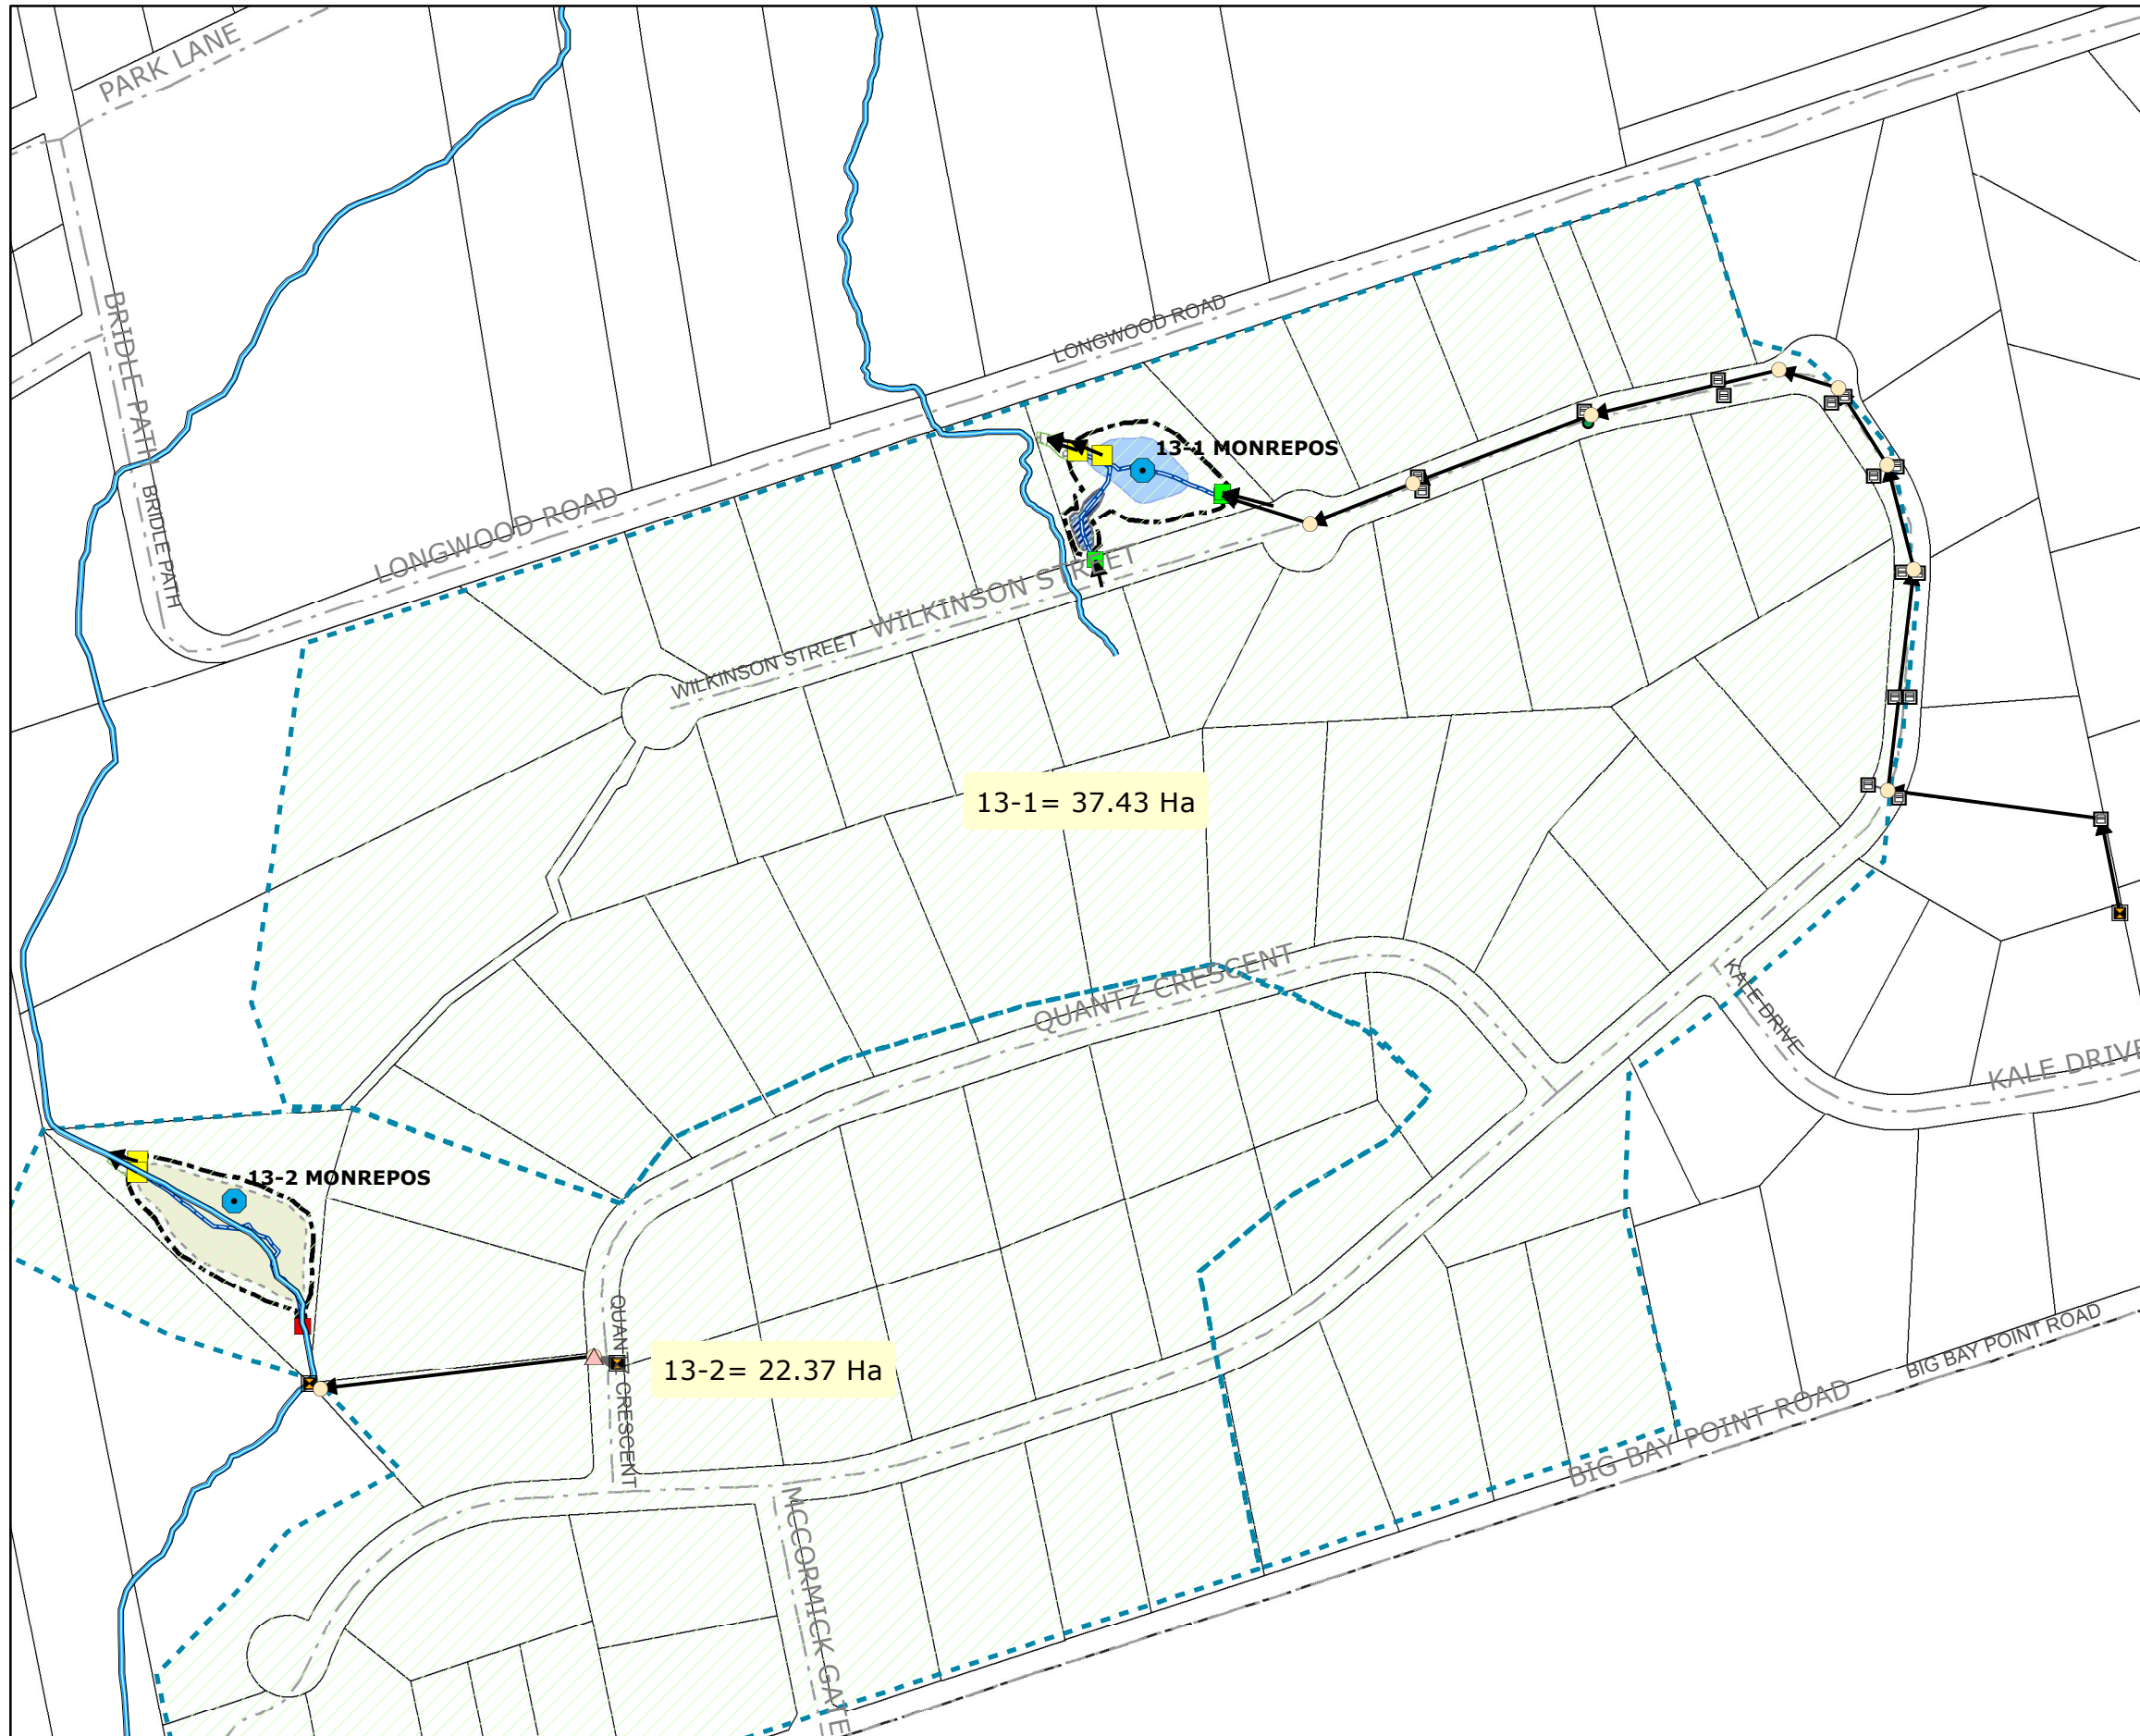 PARK LANE
BRIDLE PATH
BRIDLE PATH
LONGWOOD ROAD
LONGWOOD ROAD
13-1 MONREPOS
WILKINSON STREET
WILKINSON STREET
13-1= 37.43 Ha
QUANTZ CRESCENT
KALE DRIVE
KALE DRIVE
13-2 MONREPOS
QUANTZ CRESCENT
13-2= 22.37 Ha
BIG BAY POINT ROAD
BIG BAY POINT ROAD
MCCORMICK GATE